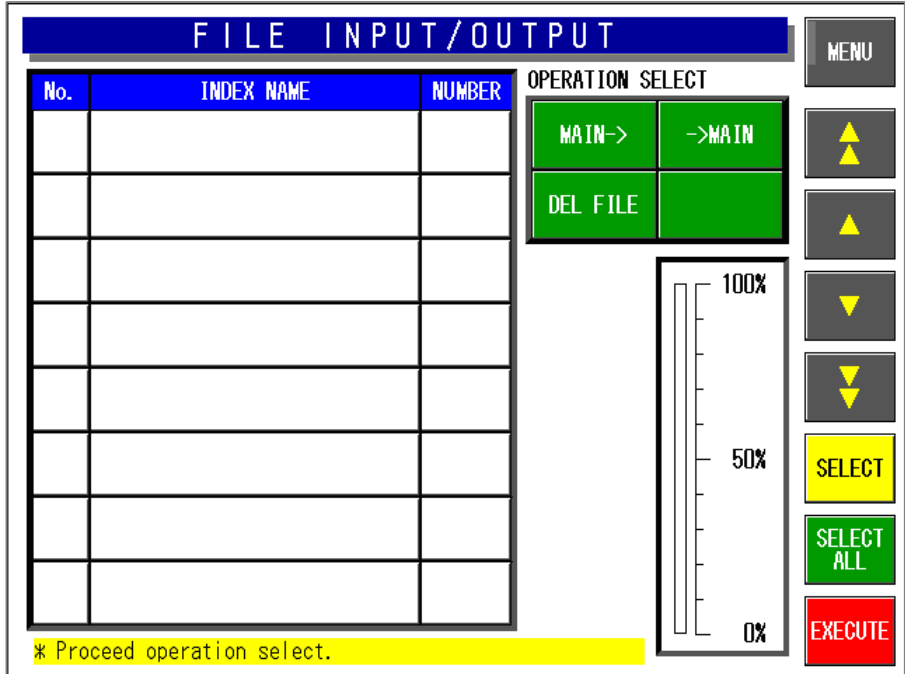 FILE INPUT/OUTPUT
MENU
No. INDEX NAME NUMBER
OPERATION SELECT
MAIN-> ->MAIN
DEL FILE
100%
50%
0%
SELECT
SELECT
ALL
EXECUTE
* Proceed operation select.